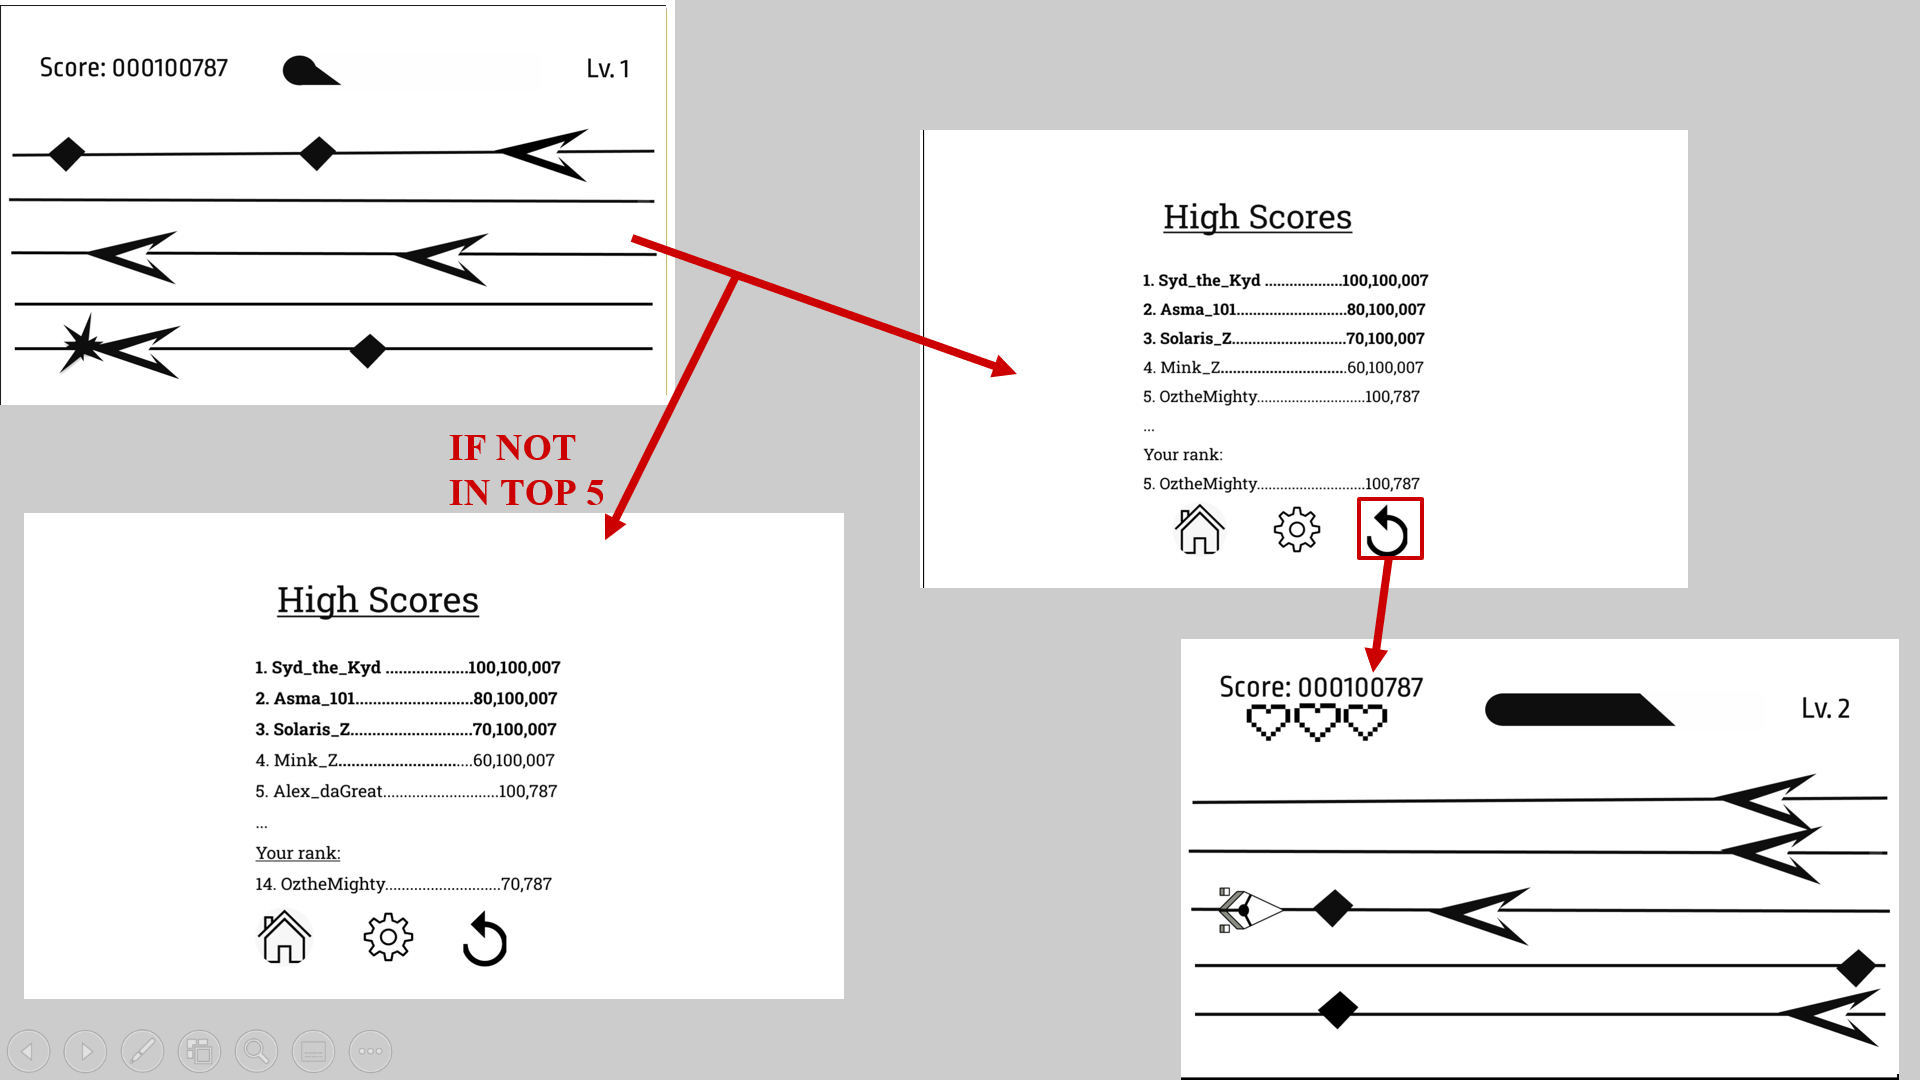 Score: 000100787
Lv. 1
IF NOT
IN TOP 5
High Scores
1. Syd_the_Kyd ...................100,100,007
2. Asma_101...........................80,100,007
3. Solaris_Z............................70,100,007
4. Mink_Z...............................60,100,007
5. OztheMighty...........................100,787
...
Your rank:
5. OztheMighty...........................100,787
High Scores
1. Syd_the_Kyd ...................100,100,007
2. Asma_101...........................80,100,007
3. Solaris_Z............................70,100,007
4. Mink_Z...............................60,100,007
5. Alex_daGreat...........................100,787
...
Your rank:
14. OztheMighty...........................70,787
Score: 000100787
Lv. 2